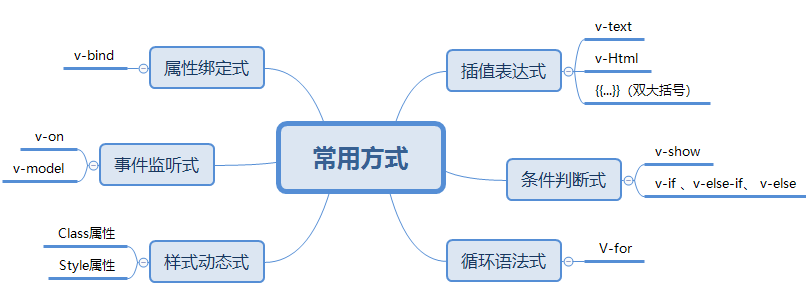 常用方式
属性绑定式
v-bind
事件监听式
v-on
v-model
样式动态式
Class属性
Style属性
插值表达式
v-text
v-Html
{{...}}（双大括号）
条件判断式
v-show
v-if 、v-else-if、 v-else
循环语法式
V-for